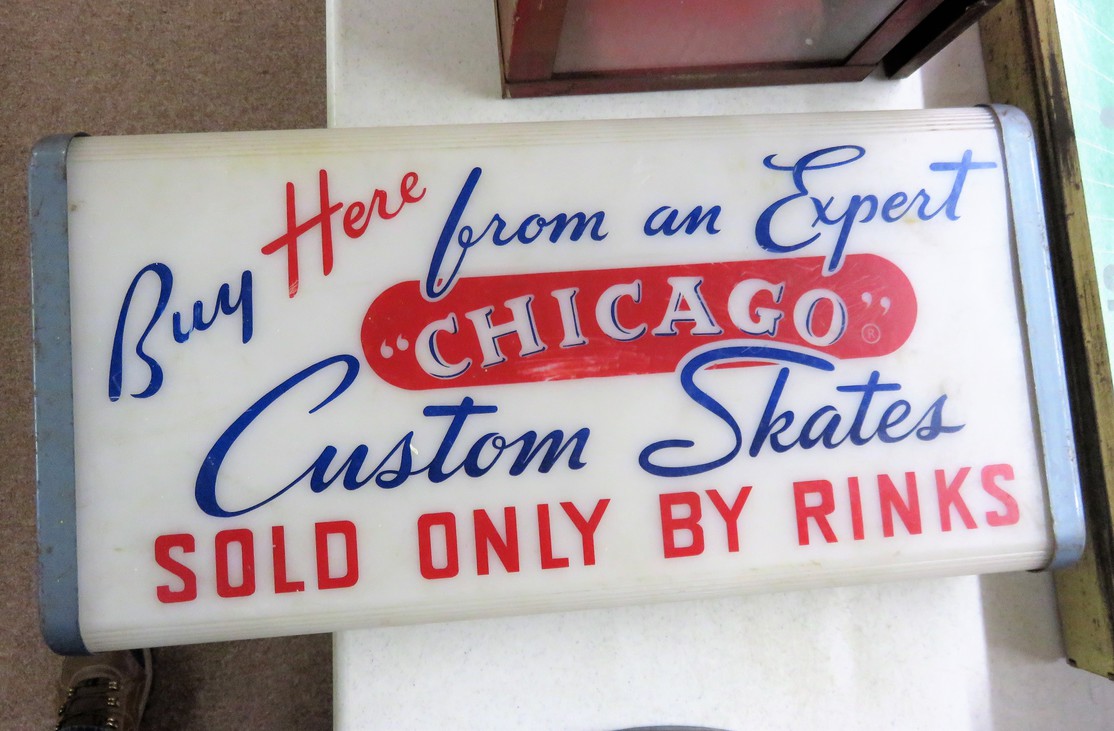 Buy Here from an Expert
"CHICAGO" ®
Custom Skates
SOLD ONLY BY RINKS